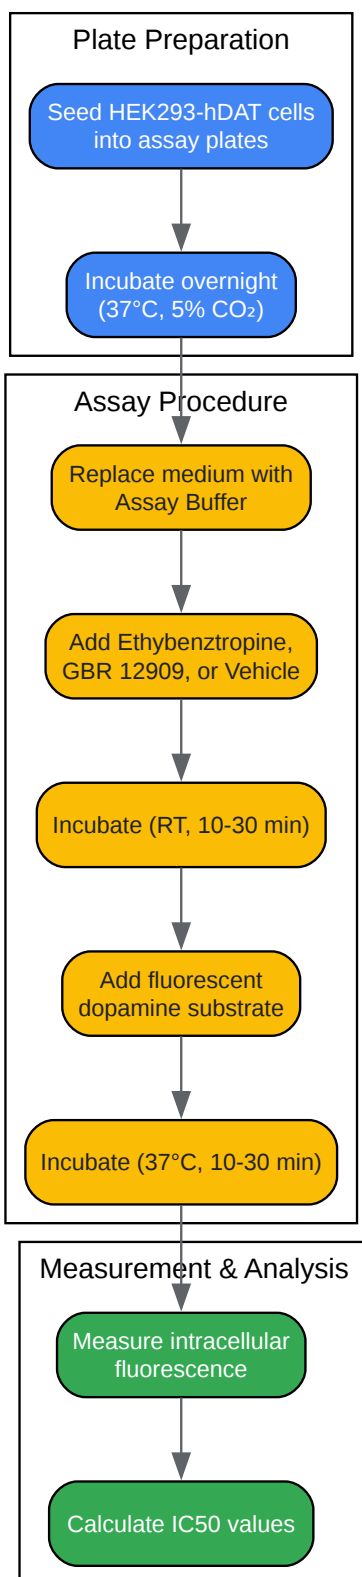 Plate Preparation
Seed HEK293-hDAT cells
into assay plates
Incubate overnight
(37°C, 5% CO₂)
Assay Procedure
Replace medium with
Assay Buffer
Add Ethybenztropine,
GBR 12909, or Vehicle
Incubate (RT, 10-30 min)
Add fluorescent
dopamine substrate
Incubate (37°C, 10-30 min)
Measurement & Analysis
Measure intracellular
fluorescence
Calculate IC50 values